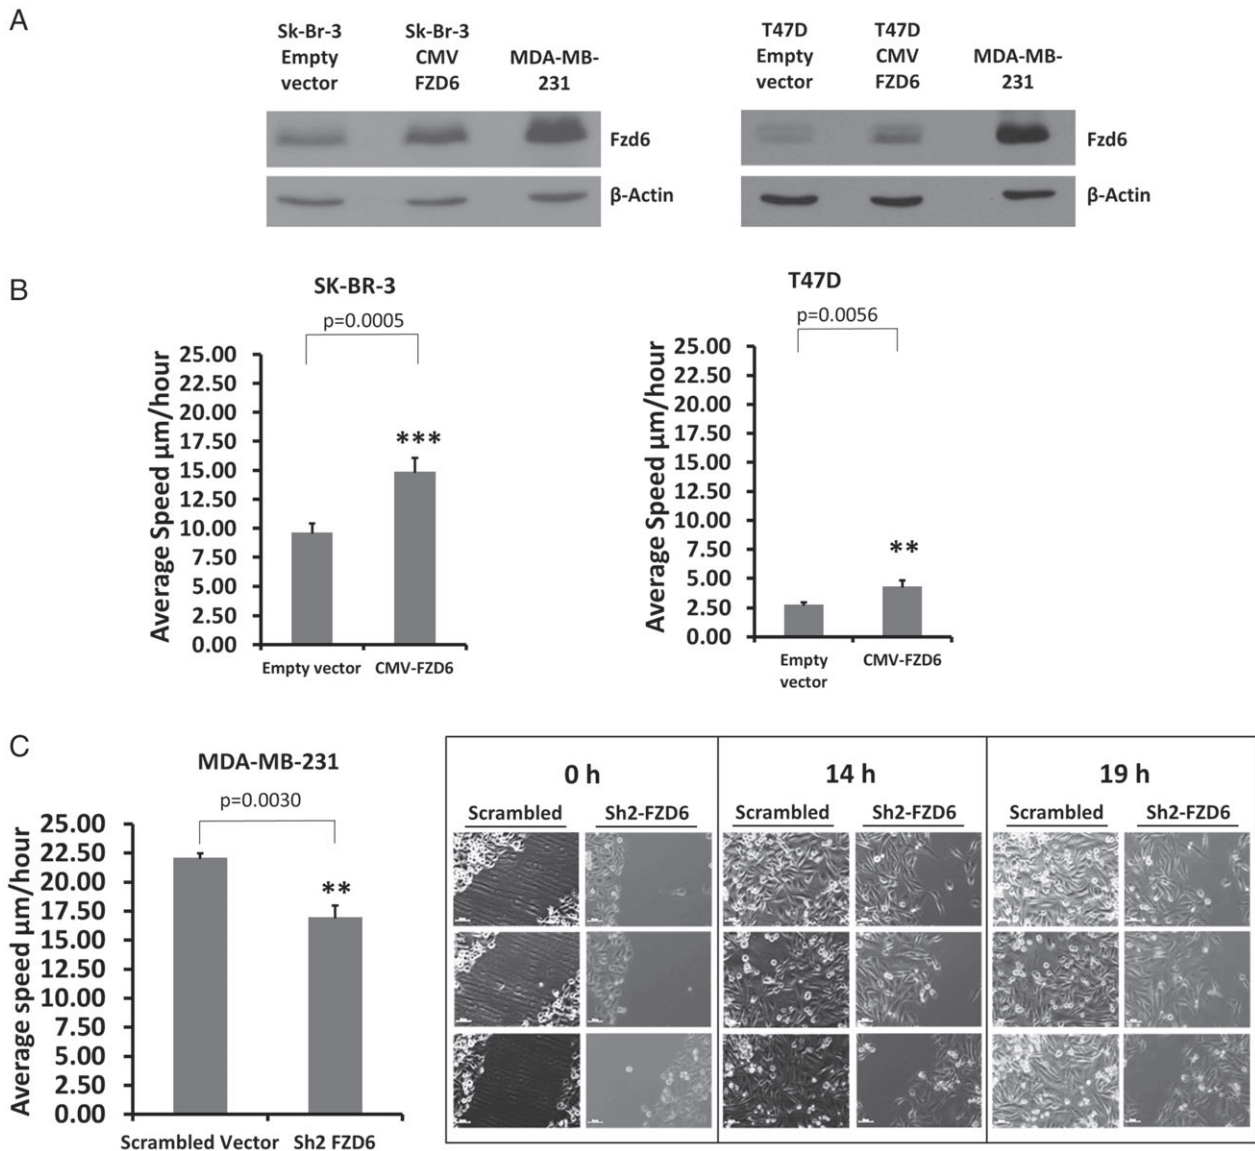 A
Sk-Br-3 Empty vector
Sk-Br-3 CMV FZD6
MDA-MB-231
T47D Empty vector
T47D CMV FZD6
MDA-MB-231
Fzd6
β-Actin
Fzd6
β-Actin
B
SK-BR-3
p=0.0005
Average Speed µm/hour
25.00
22.50
20.00
17.50
15.00
12.50
10.00
7.50
5.00
2.50
0.00
***
Empty vector
CMV-FZD6
T47D
p=0.0056
Average Speed µm/hour
25.00
22.50
20.00
17.50
15.00
12.50
10.00
7.50
5.00
2.50
0.00
**
Empty
vector
CMV-FZD6
C
MDA-MB-231
p=0.0030
Average speed µm/hour
25.00
22.50
20.00
17.50
15.00
12.50
10.00
7.50
5.00
2.50
0.00
**
Scrambled Vector
Sh2 FZD6
0 h
14 h
19 h
Scrambled
Sh2-FZD6
Scrambled
Sh2-FZD6
Scrambled
Sh2-FZD6